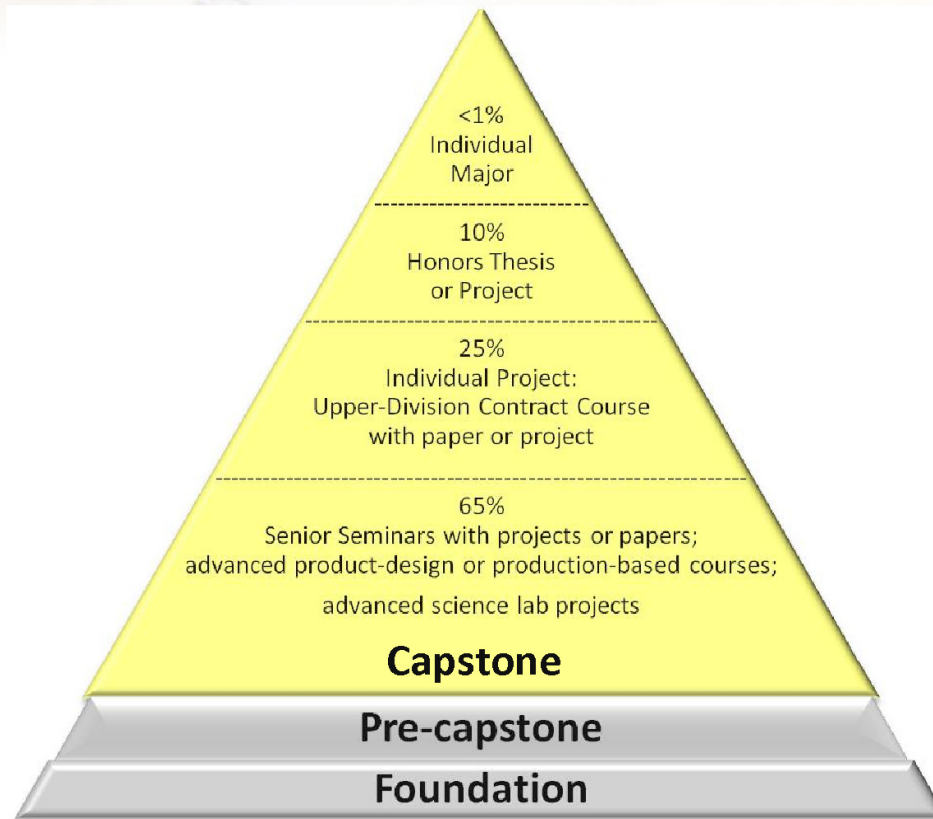 <1%
Individual
Major
10%
Honors Thesis
or Project
25%
Individual Project:
Upper-Division Contract Course
with paper or project
65%
Senior Seminars with projects or papers;
advanced product-design or production-based courses;
advanced science lab projects
Capstone
Pre-capstone
Foundation